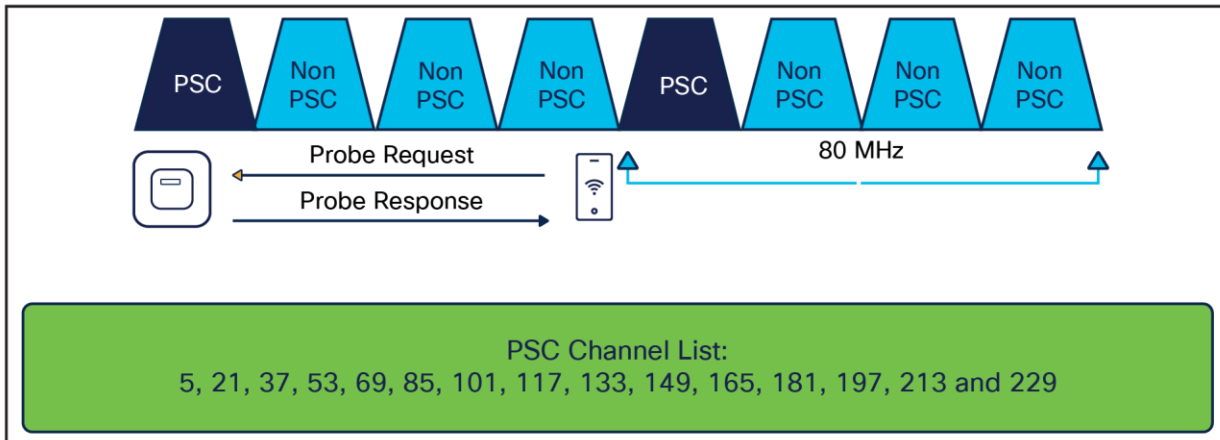 PSC
Non
PSC
Non
PSC
Non
PSC
PSC
Non
PSC
Non
PSC
Non
PSC
Probe Request
80 MHz
Probe Response
PSC Channel List:
5, 21, 37, 53, 69, 85, 101, 117, 133, 149, 165, 181, 197, 213 and 229